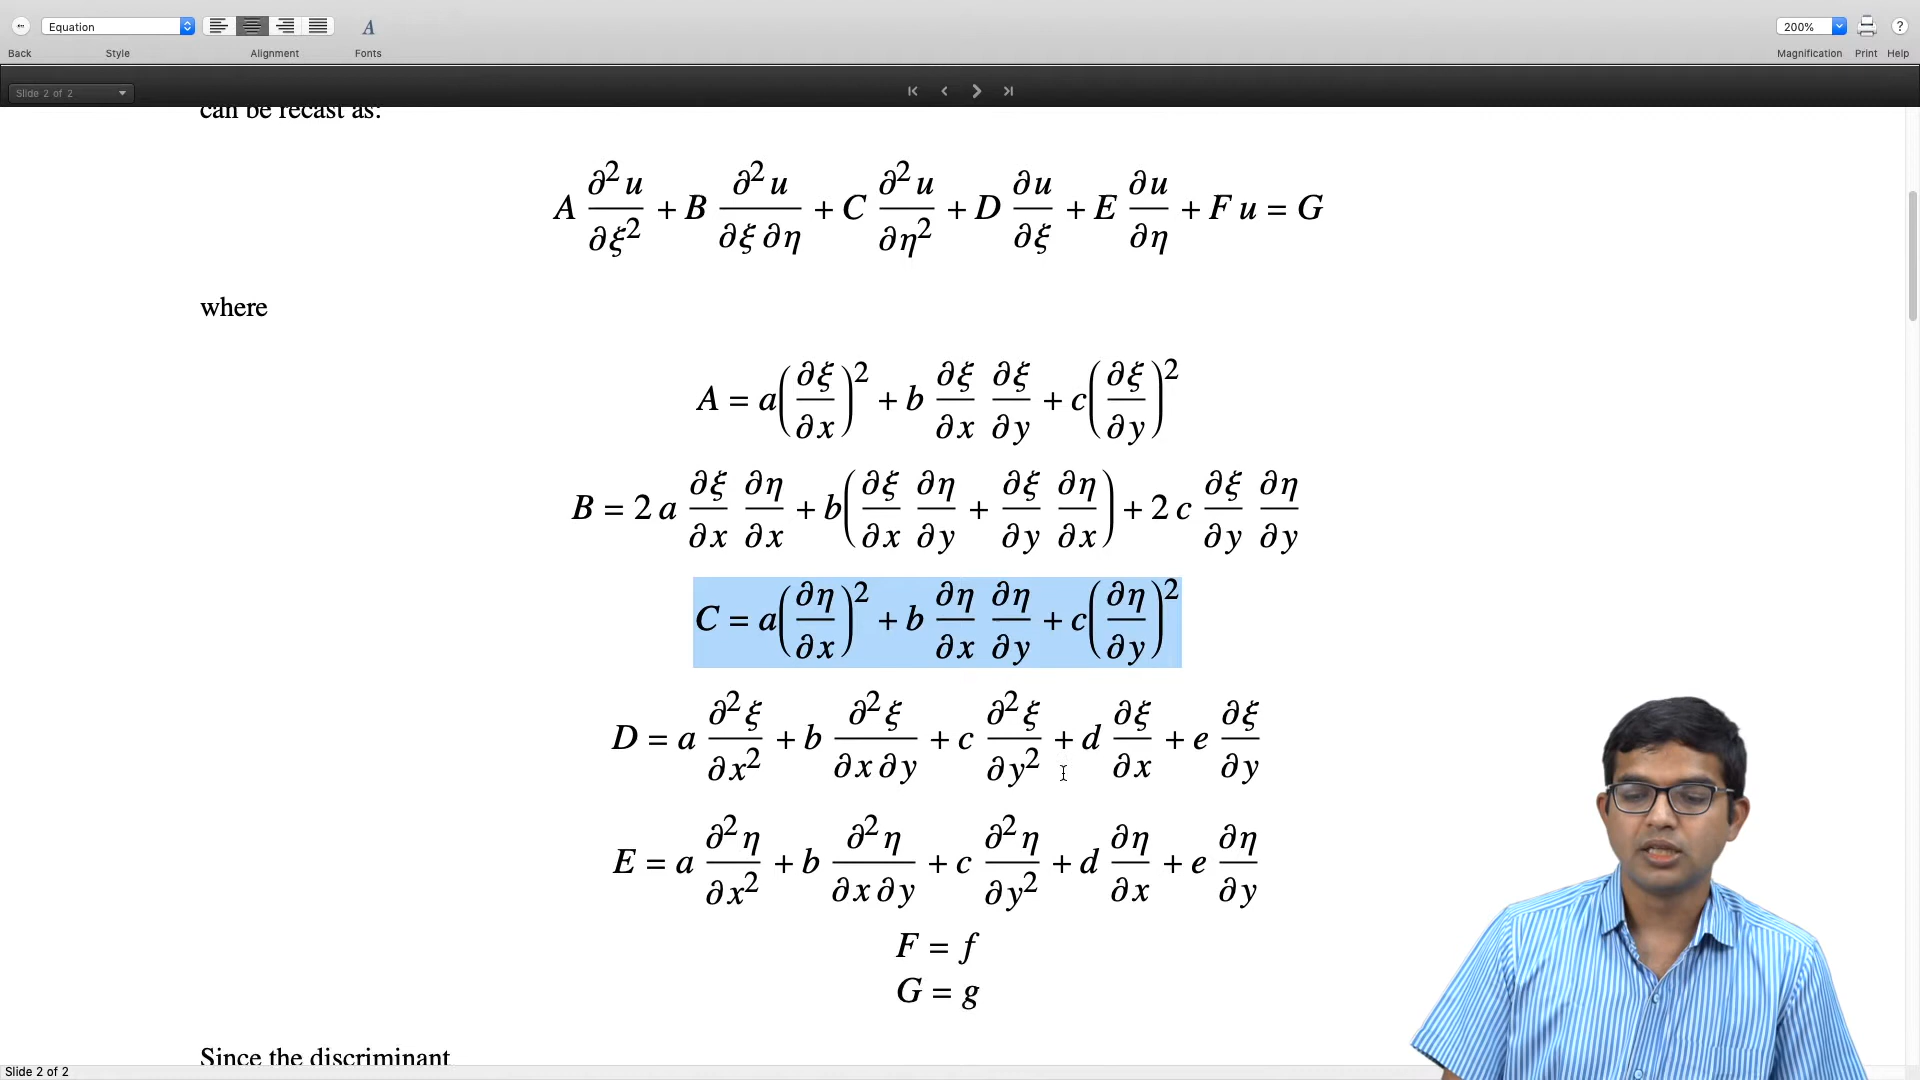 Equation
200%
Back Style Alignment Fonts Magnification Print Help
Slide 2 of 2
can be recast as:
A ∂²u/∂ξ² + B ∂²u/∂ξ∂η + C ∂²u/∂η² + D ∂u/∂ξ + E ∂u/∂η + F u = G
where
A = a(∂ξ/∂x)² + b ∂ξ/∂x ∂ξ/∂y + c(∂ξ/∂y)²
B = 2 a ∂ξ/∂x ∂η/∂x + b(∂ξ/∂x ∂η/∂y + ∂ξ/∂y ∂η/∂x) + 2 c ∂ξ/∂y ∂η/∂y
C = a(∂η/∂x)² + b ∂η/∂x ∂η/∂y + c(∂η/∂y)²
D = a ∂²ξ/∂x² + b ∂²ξ/∂x∂y + c ∂²ξ/∂y² + d ∂ξ/∂x + e ∂ξ/∂y
E = a ∂²η/∂x² + b ∂²η/∂x∂y + c ∂²η/∂y² + d ∂η/∂x + e ∂η/∂y
F = f
G = g
Since the discriminant
Slide 2 of 2